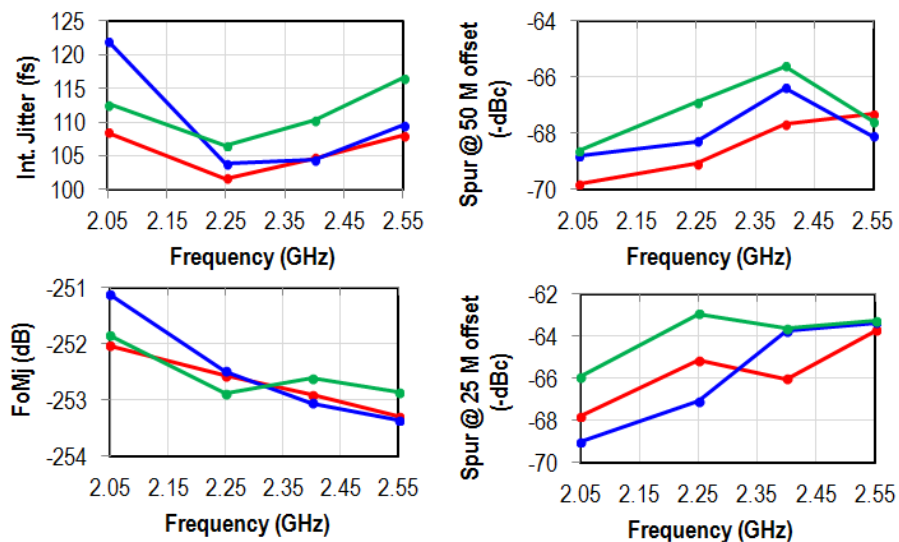 Int. Jitter (fs)
125
120
115
110
105
100
2.05 2.15 2.25 2.35 2.45 2.55
Frequency (GHz)
Spur @ 50 M offset
(-dBc)
-64
-66
-68
-70
2.05 2.15 2.25 2.35 2.45 2.55
Frequency (GHz)
FoMj (dB)
-251
-252
-253
-254
2.05 2.15 2.25 2.35 2.45 2.55
Frequency (GHz)
Spur @ 25 M offset
(-dBc)
-62
-64
-66
-68
-70
2.05 2.15 2.25 2.35 2.45 2.55
Frequency (GHz)